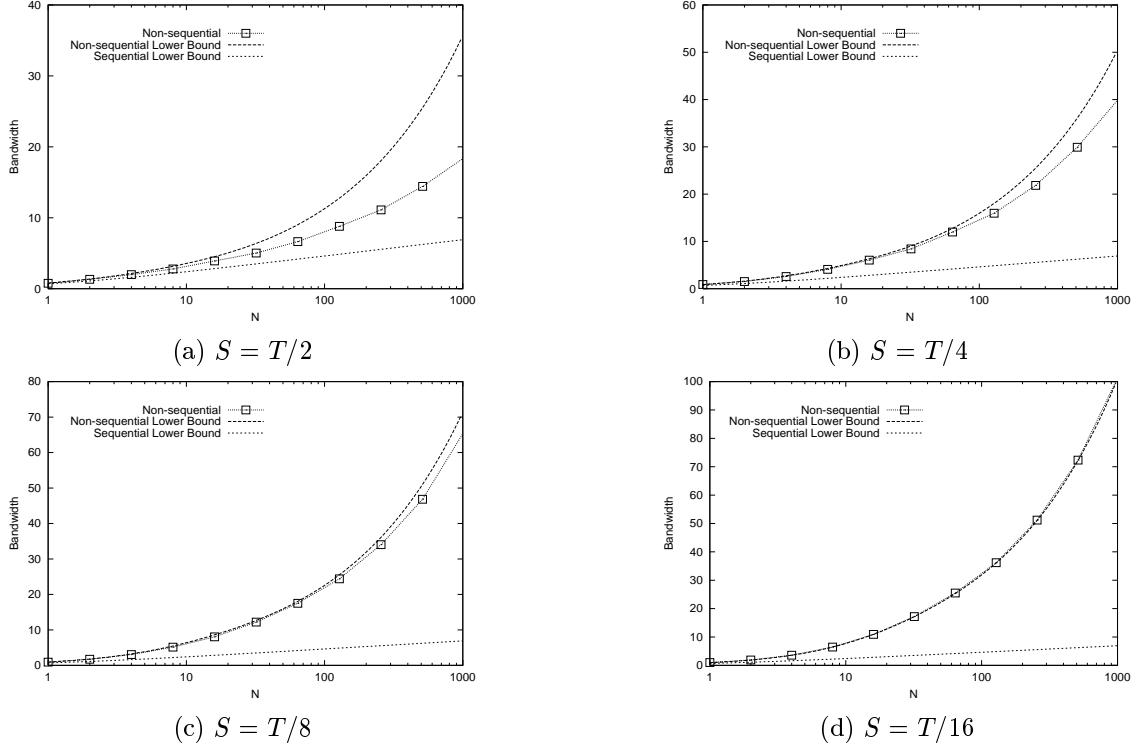 40
30
20
10
0
1
10
100
1000
Bandwidth
N
Non-sequential
Non-sequential Lower Bound
Sequential Lower Bound
(a) S = T/2
60
50
40
30
20
10
0
1
10
100
1000
Bandwidth
N
Non-sequential
Non-sequential Lower Bound
Sequential Lower Bound
(b) S = T/4
80
70
60
50
40
30
20
10
0
1
10
100
1000
Bandwidth
N
Non-sequential
Non-sequential Lower Bound
Sequential Lower Bound
(c) S = T/8
100
90
80
70
60
50
40
30
20
10
0
1
10
100
1000
Bandwidth
N
Non-sequential
Non-sequential Lower Bound
Sequential Lower Bound
(d) S = T/16